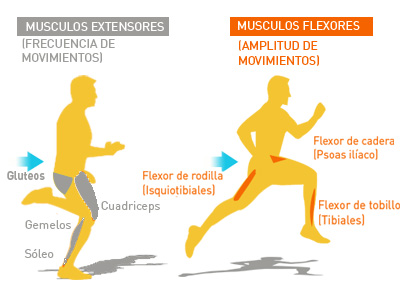 MUSCULOS EXTENSORES
(FRECUENCIA DE
MOVIMIENTOS)
Gluteos
Cuadriceps
Gemelos
Sóleo
MUSCULOS FLEXORES
(AMPLITUD DE
MOVIMIENTOS)
Flexor de cadera
(Psoas ilíaco)
Flexor de rodilla
(Isquiotibiales)
Flexor de tobillo
(Tibiales)